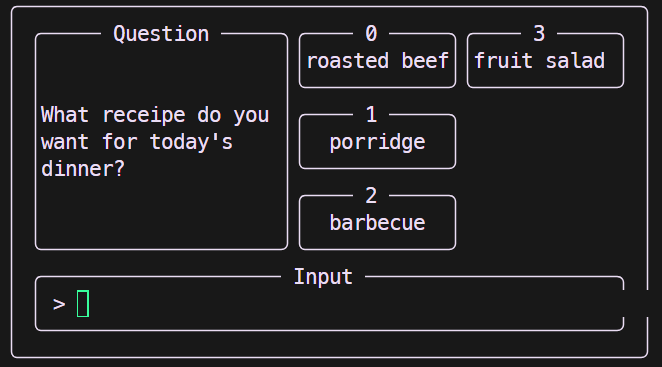 Question
What receipe do you
want for today's
dinner?
0
roasted beef
1
porridge
2
barbecue
3
fruit salad
Input
>